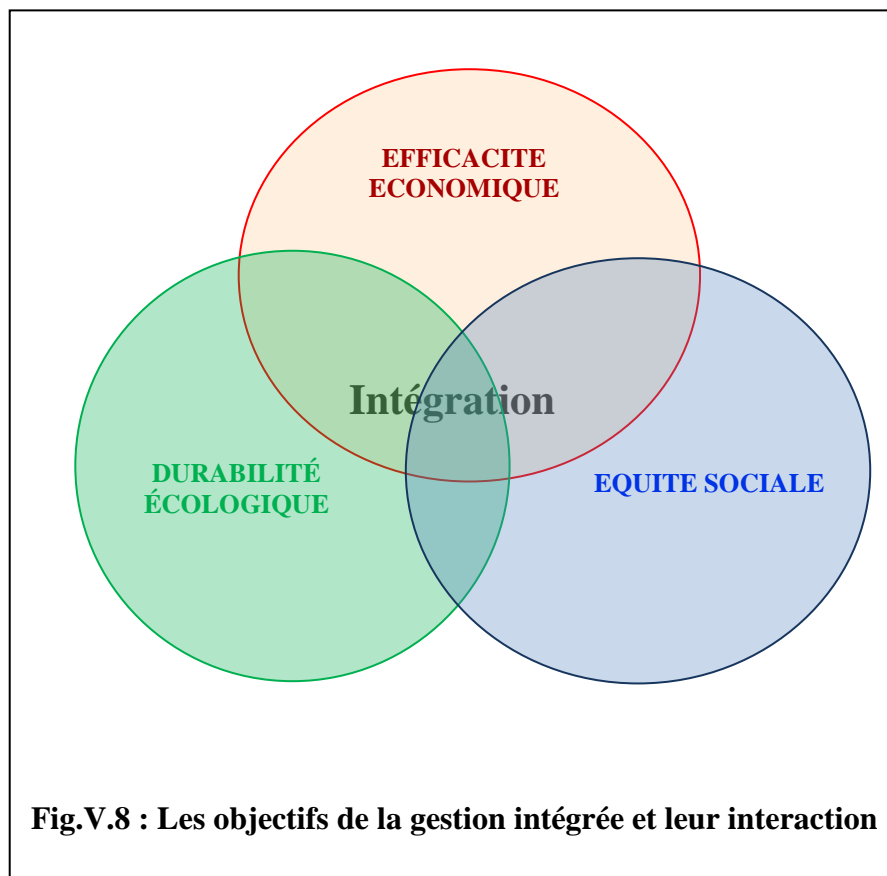 EFFICACITE
ECONOMIQUE
Intégration
DURABILITÉ
ÉCOLOGIQUE
EQUITE SOCIALE
Fig.V.8 : Les objectifs de la gestion intégrée et leur interaction